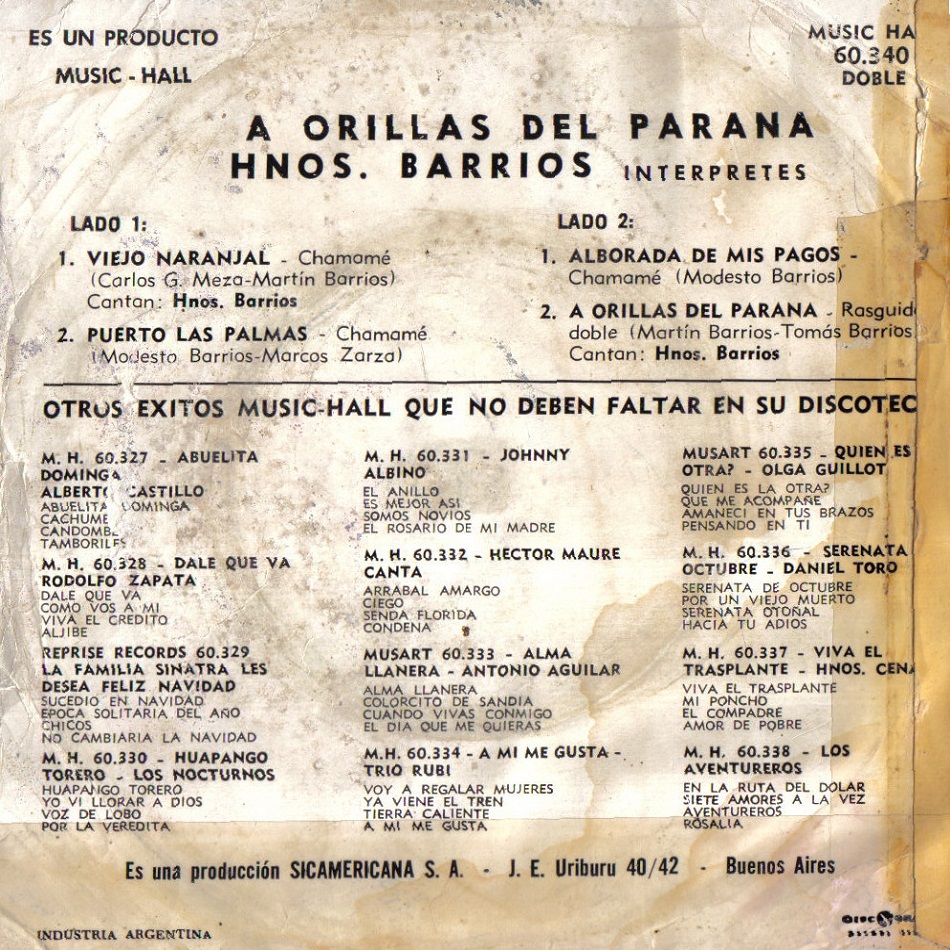 ES UN PRODUCTO
MUSIC - HALL
MUSIC HA
60.340
DOBLE
A ORILLAS DEL PARANA
HNOS. BARRIOS INTERPRETES
LADO 1:
1. VIEJO NARANJAL - Chamamé
(Carlos G. Meza-Martín Barrios)
Cantan: Hnos. Barrios
2. PUERTO LAS PALMAS - Chamamé
(Modesto Barrios-Marcos Zarza)
LADO 2:
1. ALBORADA DE MIS PAGOS -
Chamamé (Modesto Barrios)
2. A ORILLAS DEL PARANA - Rasguid
doble (Martín Barrios-Tomás Barrios.
Cantan: Hnos. Barrios
OTROS EXITOS MUSIC-HALL QUE NO DEBEN FALTAR EN SU DISCOTEC
M. H. 60.327 - ABUELITA
DOMINGA
ALBERTO CASTILLO
ABUELITA DOMINGA
CACHUME
CANDOMBE
TAMBORILES
M. H. 60.328 - DALE QUE VA
RODOLFO ZAPATA
DALE QUE VA
COMO VOS A MI
VIVA EL CREDITO
ALJIBE
REPRISE RECORDS 60.329
LA FAMILIA SINATRA LES
DESEA FELIZ NAVIDAD
SUCEDIO EN NAVIDAD
EPOCA SOLITARIA DEL AÑO
CHICOS
NO CAMBIARIA LA NAVIDAD
M. H. 60.330 - HUAPANGO
TORERO - LOS NOCTURNOS
HUAPANGO TORERO
YO VI LLORAR A DIOS
VOZ DE LOBO
POR LA VEREDITA
M. H. 60.331 - JOHNNY
ALBINO
EL ANILLO
ES MEJOR ASI
SOMOS NOVIOS
EL ROSARIO DE MI MADRE
M. H. 60.332 - HECTOR MAURE
CANTA
ARRABAL AMARGO
CIEGO
SENDA FLORIDA
CONDENA
MUSART 60.333 - ALMA
LLANERA - ANTONIO AGUILAR
ALMA LLANERA
COLORCITO DE SANDIA
CUANDO VIVAS CONMIGO
EL DIA QUE ME QUIERAS
M.H. 60.334 - A MI ME GUSTA -
TRIO RUBI
VOY A REGALAR MUJERES
YA VIENE EL TREN
TIERRA CALIENTE
A MI ME GUSTA
MUSART 60.335 - QUIEN ES
OTRA? - OLGA GUILLOT
QUIEN ES LA OTRA?
QUE ME ACOMPAÑE
AMANECI EN TUS BRAZOS
PENSANDO EN TI
M. H. 60.336 - SERENATA
OCTUBRE - DANIEL TORO
SERENATA DE OCTUBRE
POR UN VIEJO MUERTO
SERENATA OTOÑAL
HACIA TU ADIOS
M. H. 60.337 - VIVA EL
TRASPLANTE - HNOS. CENA
VIVA EL TRASPLANTE
MI PONCHO
EL COMPADRE
AMOR DE POBRE
M. H. 60.338 - LOS
AVENTUREROS
EN LA RUTA DEL DOLAR
SIETE AMORES A LA VEZ
AVENTUREROS
ROSALIA
Es una producción SICAMERICANA S. A. - J. E. Uriburu 40/42 - Buenos Aires
INDUSTRIA ARGENTINA